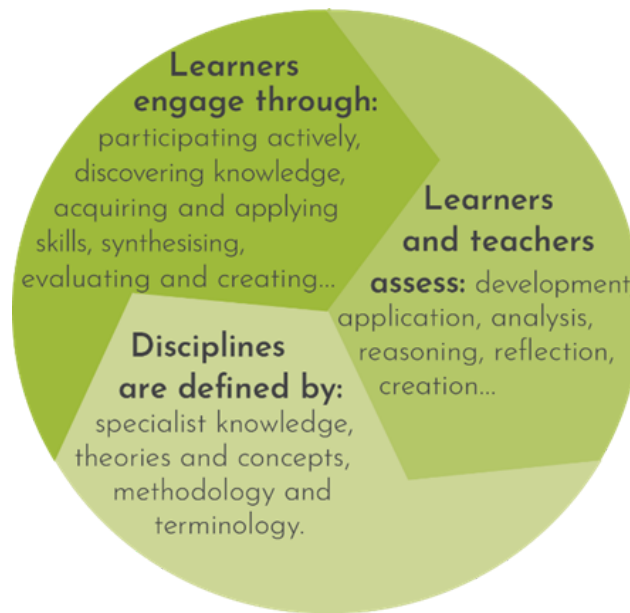 Learners
engage through:
participating actively,
discovering knowledge,
acquiring and applying
skills, synthesising,
evaluating and creating...
Learners
and teachers
assess: development
application, analysis,
reasoning, reflection,
creation...
Disciplines
are defined by:
specialist knowledge,
theories and concepts,
methodology and
terminology.